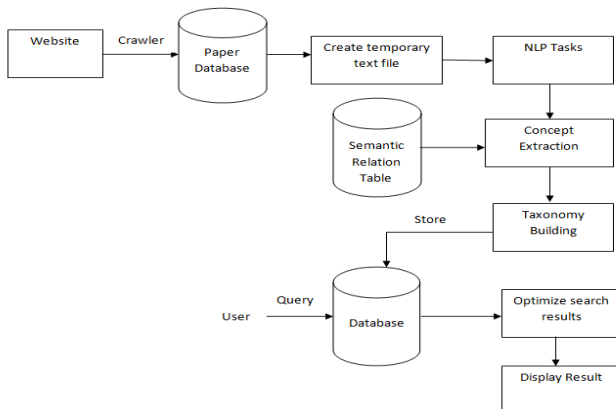 Website
Crawler
Paper
Database
Create temporary
text file
NLP Tasks
Semantic
Relation
Table
Concept
Extraction
Taxonomy
Building
Store
User
Query
Database
Optimize search
results
Display Result